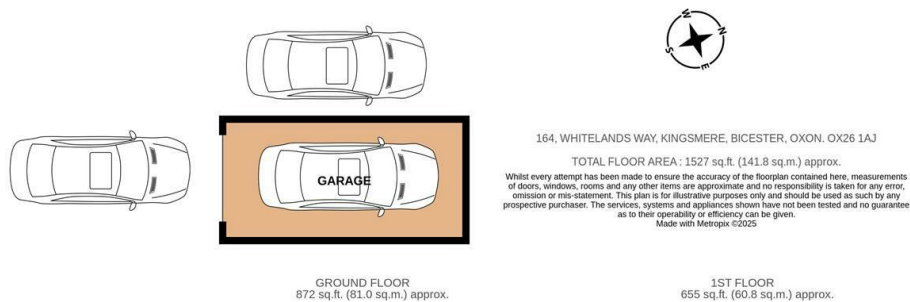 W
N
S
E
GARAGE
164, WHITELANDS WAY, KINGSMERE, BICESTER, OXON. OX26 1AJ
TOTAL FLOOR AREA : 1527 sq.ft. (141.8 sq.m.) approx.
Whilst every attempt has been made to ensure the accuracy of the floorplan contained here, measurements
of doors, windows, rooms and any other items are approximate and no responsibility is taken for any error,
omission or mis-statement. This plan is for illustrative purposes only and should be used as such by any
prospective purchaser. The services, systems and appliances shown have not been tested and no guarantee
as to their operability or efficiency can be given.
Made with Metropix ©2025
GROUND FLOOR
872 sq.ft. (81.0 sq.m.) approx.
1ST FLOOR
655 sq.ft. (60.8 sq.m.) approx.